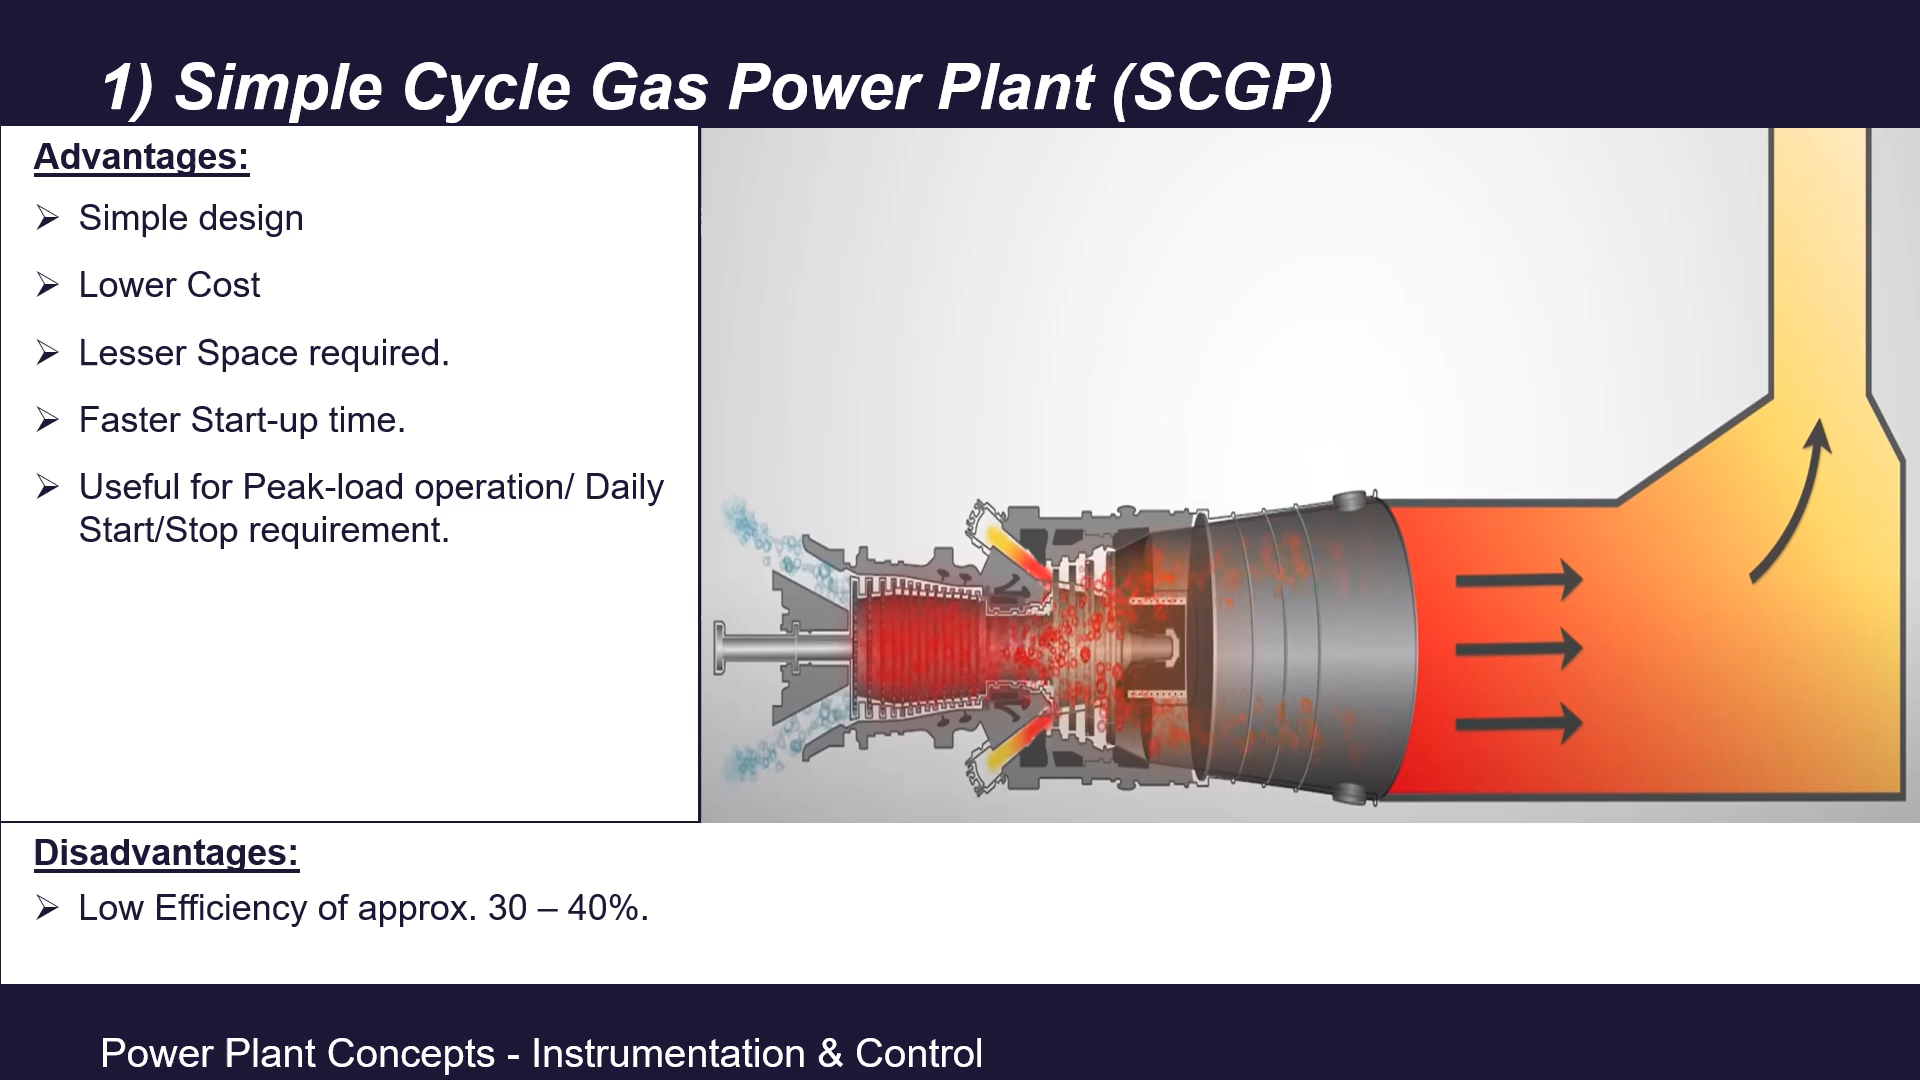 1) Simple Cycle Gas Power Plant (SCGP)
Advantages:
➢ Simple design
➢ Lower Cost
➢ Lesser Space required.
➢ Faster Start-up time.
➢ Useful for Peak-load operation/ Daily
Start/Stop requirement.
Disadvantages:
➢ Low Efficiency of approx. 30 – 40%.
Power Plant Concepts - Instrumentation & Control